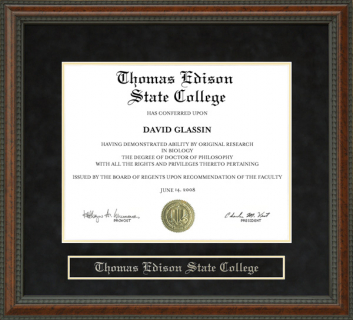 Thomas Edison
State College
HAS CONFERRED UPON
DAVID GLASSIN
HAVING DEMONSTRATED ABILITY BY ORIGINAL RESEARCH
IN BIOLOGY
THE DEGREE OF DOCTOR OF PHILOSOPHY
WITH ALL THE RIGHTS AND PRIVILEGES THERETO PERTAINING
ISSUED BY THE BOARD OF REGENTS UPON RECOMMENDATION OF THE FACULTY
JUNE 14, 2008
PROVOST
PRESIDENT
Thomas Edison State College